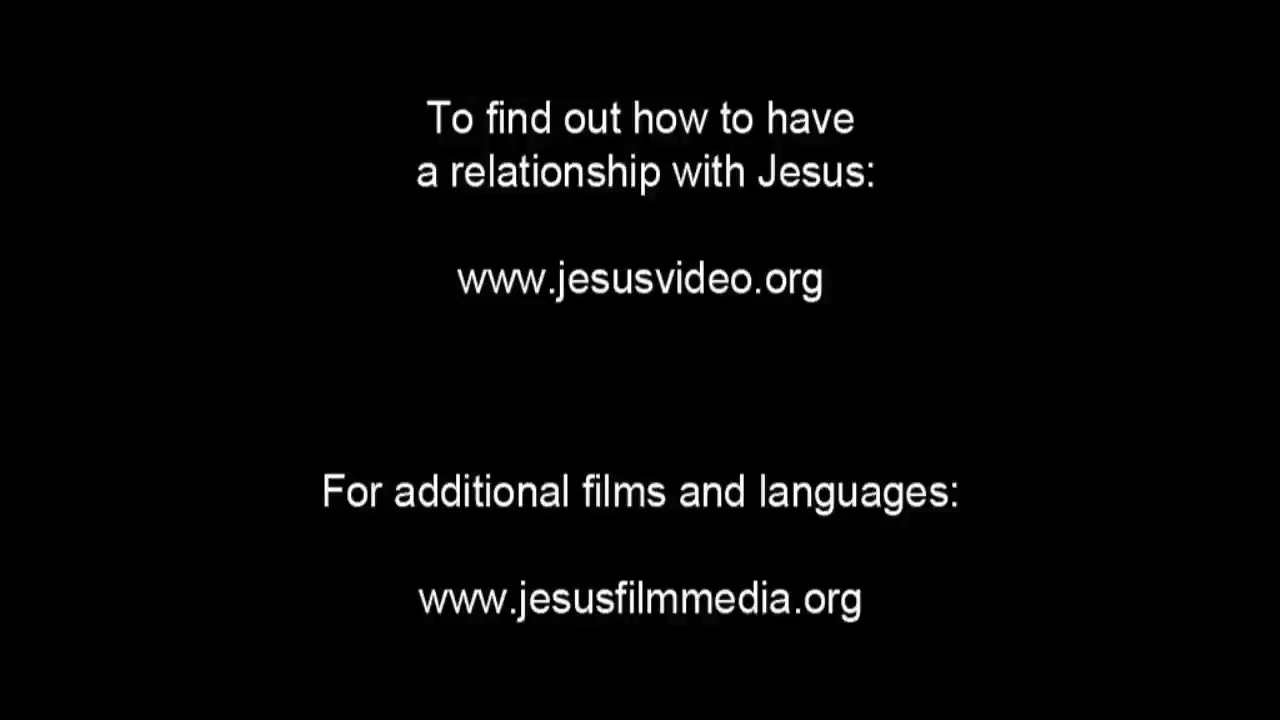 To find out how to have
a relationship with Jesus:
www.jesusvideo.org
For additional films and languages:
www.jesusfilmmedia.org